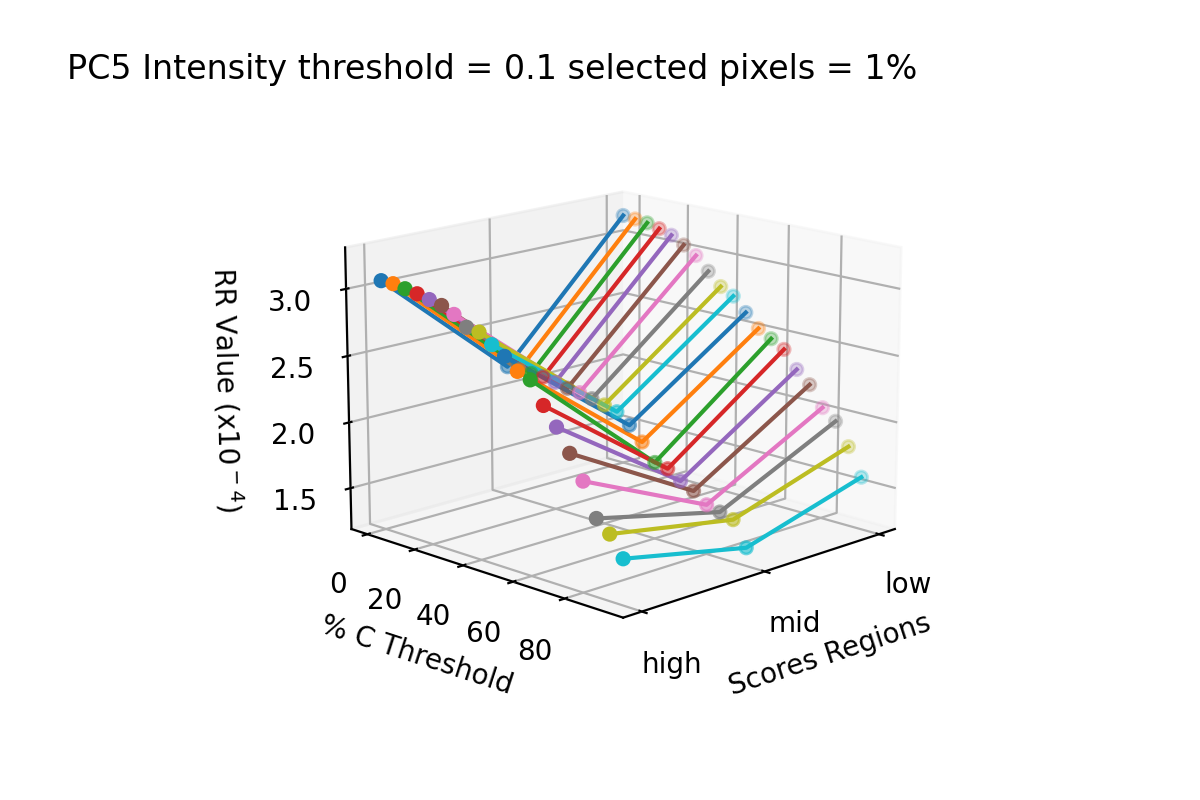 PC5 Intensity threshold = 0.1 selected pixels = 1%
RR Value (x10⁻⁴)
3.0
2.5
2.0
1.5
0
20
40
60
80
% C Threshold
high
mid
low
Scores Regions